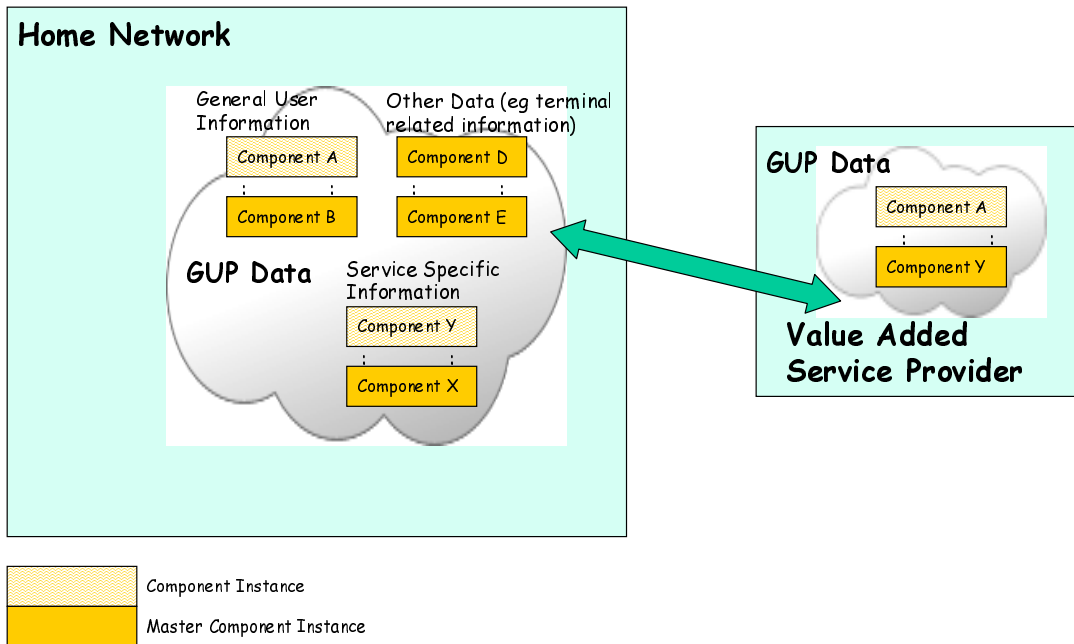 Home Network
General User
Information
Component A
Component B
Other Data (eg terminal
related information)
Component D
Component E
GUP Data
Service Specific
Information
Component Y
Component X
GUP Data
Component A
Component Y
Value Added
Service Provider
Component Instance
Master Component Instance